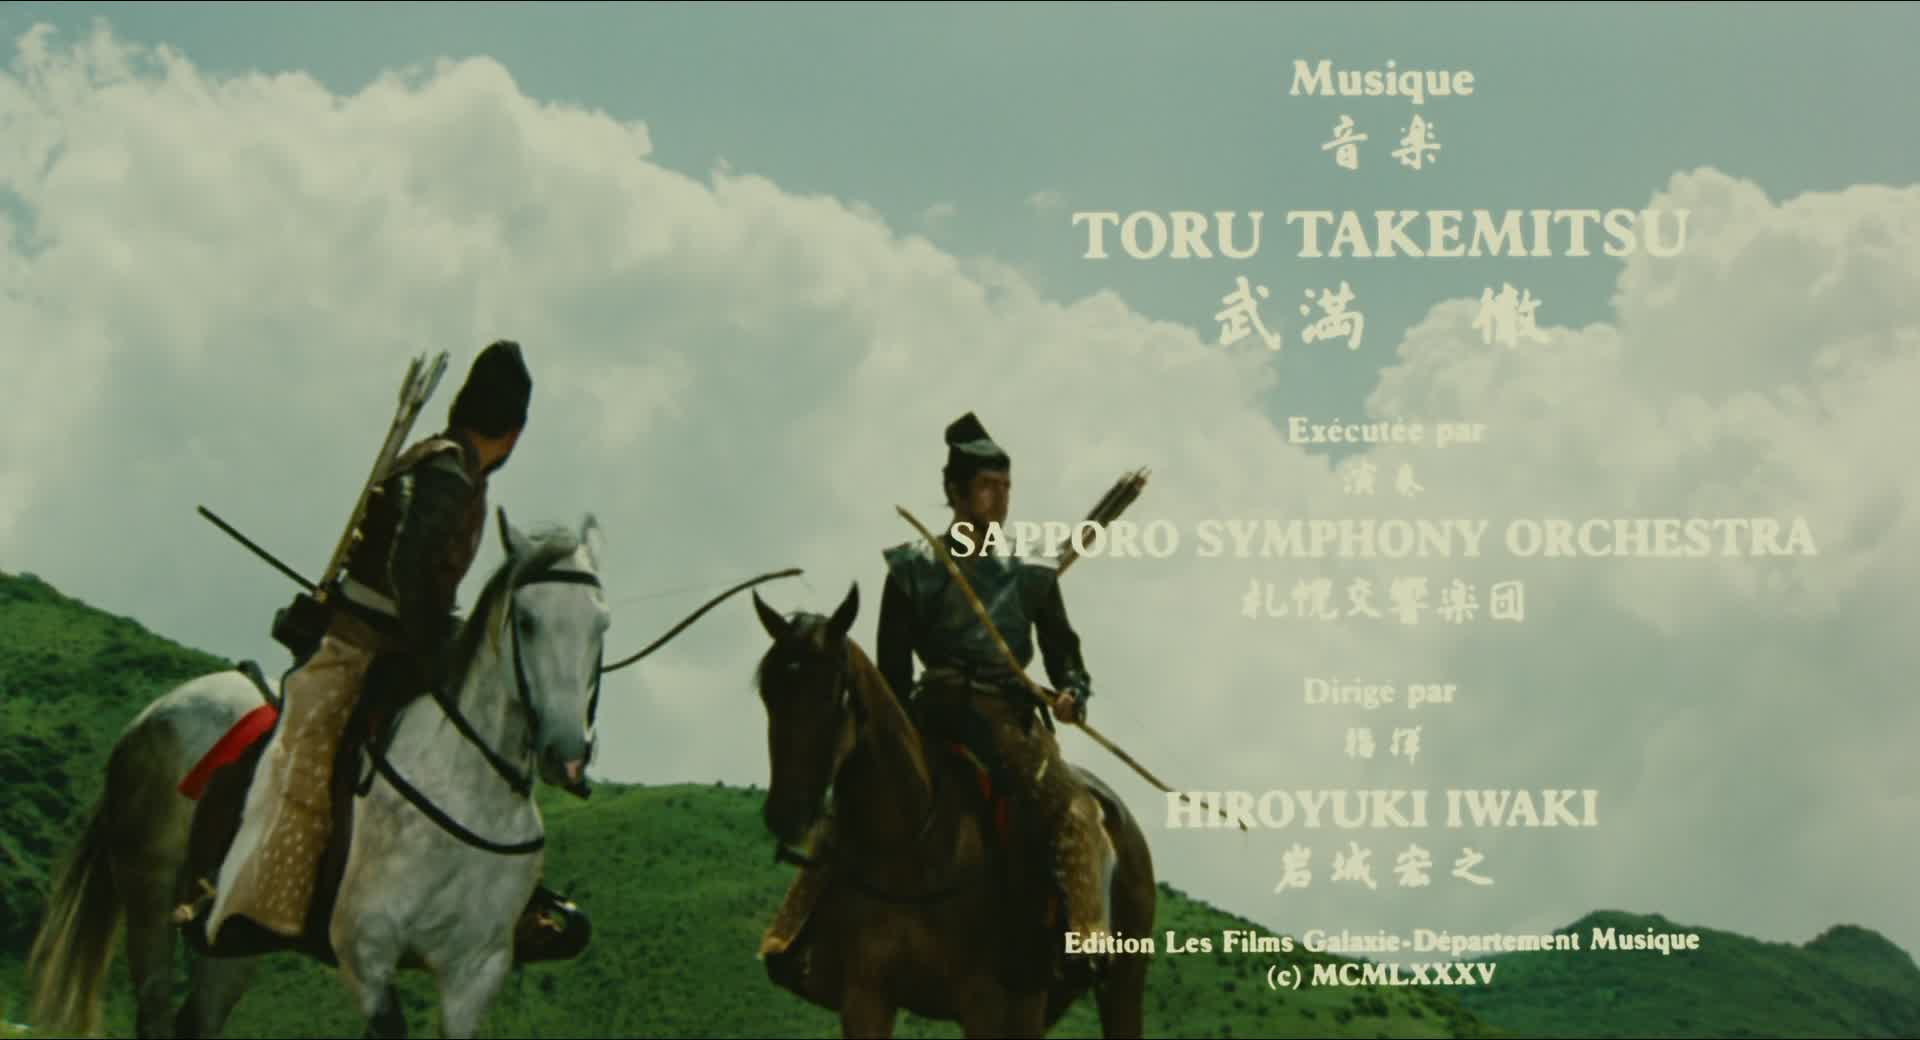 Musique
音楽
TORU TAKEMITSU
武満 徹
Exécutée par
演奏
SAPPORO SYMPHONY ORCHESTRA
札幌交響楽団
Dirigé par
指揮
HIROYUKI IWAKI
岩城宏之
Edition Les Films Galaxie-Département Musique
(c) MCMLXXXV